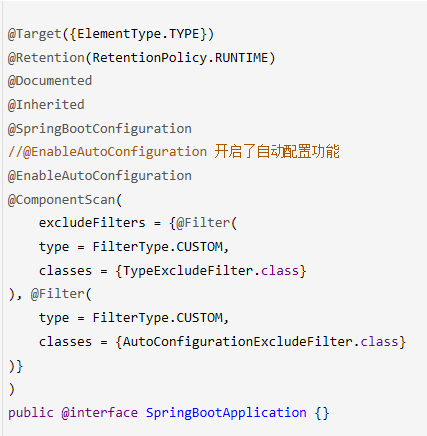 @Target({ElementType.TYPE})
@Retention(RetentionPolicy.RUNTIME)
@Documented
@Inherited
@SpringBootConfiguration
//@EnableAutoConfiguration 开启了自动配置功能
@EnableAutoConfiguration
@ComponentScan(
    excludeFilters = {@Filter(
    type = FilterType.CUSTOM,
    classes = {TypeExcludeFilter.class}
), @Filter(
    type = FilterType.CUSTOM,
    classes = {AutoConfigurationExcludeFilter.class}
)}
)
public @interface SpringBootApplication {}